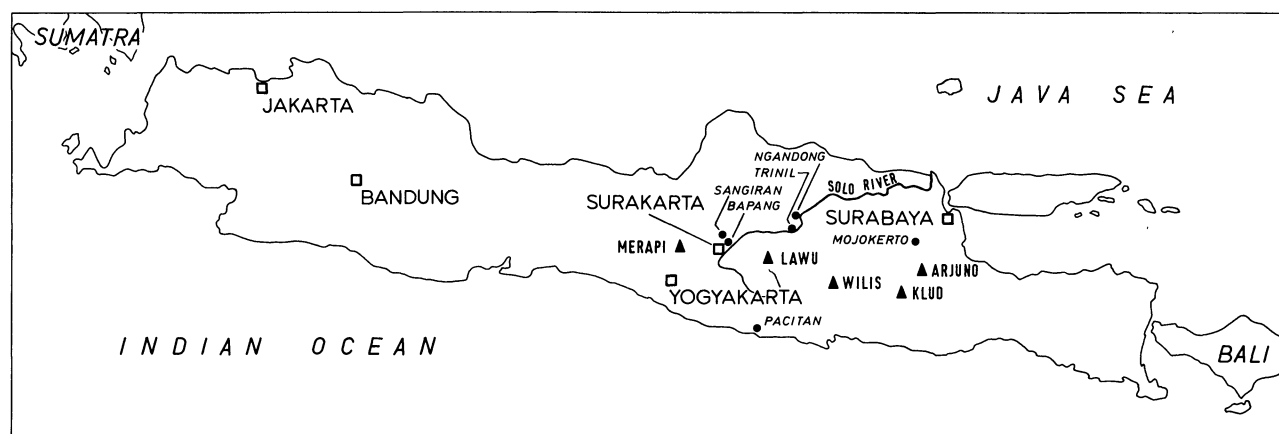 SUMATRA
JAKARTA
JAVA SEA
BANDUNG
NGANDONG
TRINIL
SANGIRAN
BAPANG
SOLO RIVER
SURAKARTA
SURABAYA
MERAPI
MOJOKERTO
LAWU
ARJUNO
WILIS
KLUD
YOGYAKARTA
PACITAN
INDIAN OCEAN
BALI